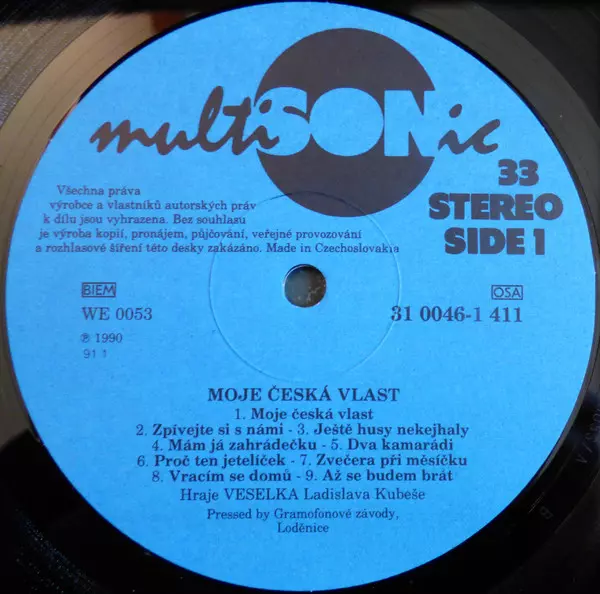 multiSONic
33
STEREO
SIDE 1
Všechna práva
výrobce a vlastníků autorských práv
k dílu jsou vyhrazena. Bez souhlasu
je výroba kopií, pronájem, půjčování, veřejné provozování
a rozhlasové šíření této desky zakázáno. Made in Czechoslovakia
BIEM
OSA
WE 0053
31 0046-1 411
℗ 1990
91 1
MOJE ČESKÁ VLAST
1. Moje česká vlast
2. Zpívejte si s námi - 3. Ještě husy nekejhaly
4. Mám já zahrádečku - 5. Dva kamarádi
6. Proč ten jetelíček - 7. Zvečera při měsíčku
8. Vracím se domů - 9. Až se budem brát
Hraje VESELKA Ladislava Kubeše
Pressed by Gramofonové závody,
Loděnice